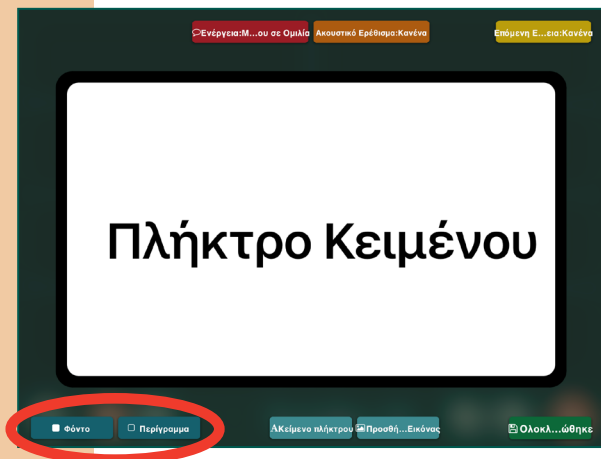 Ενέργεια:Μ...ου σε Ομιλία Ακουστικό Ερέθισμα:Κανένα Επόμενη Ε...εια:Κανένα
Πλήκτρο Κειμένου
Φόντο Περίγραμμα Κείμενο πλήκτρου Προσθή...Εικόνας Ολοκλ...ώθηκε